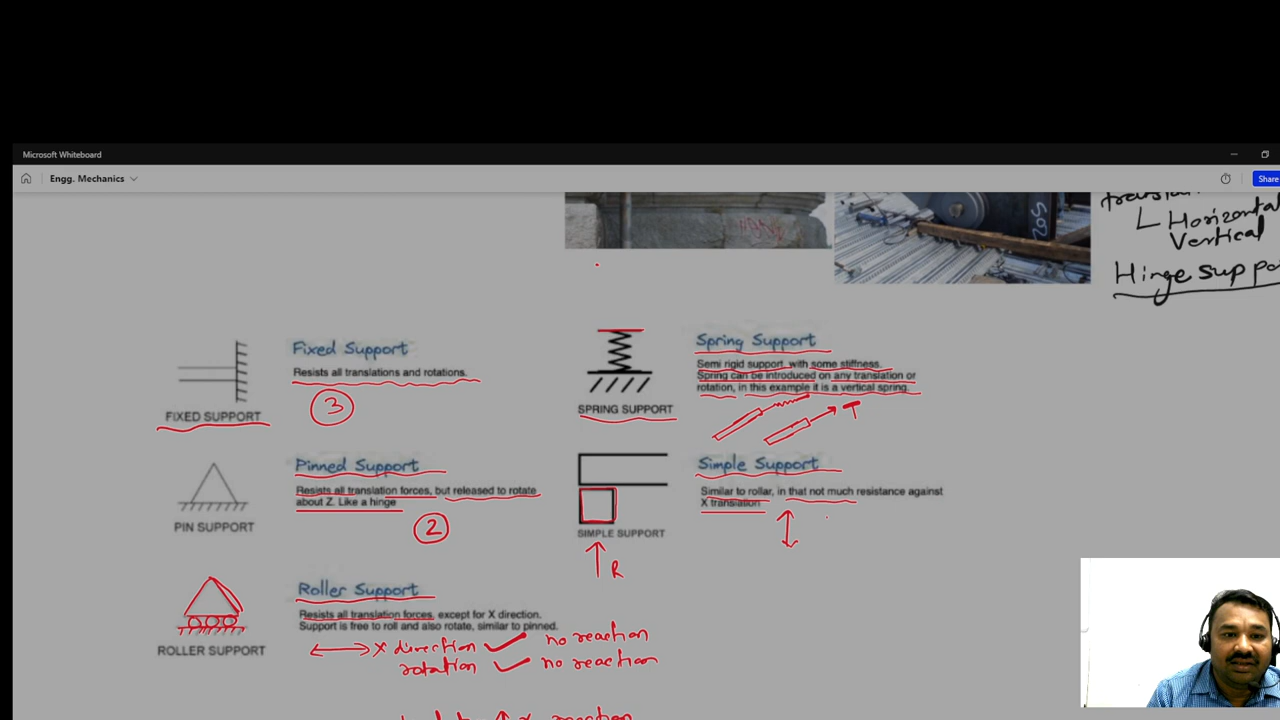 Microsoft Whiteboard
Engg. Mechanics
Share
Horizontal
Vertical
Hinge
Fixed Support
Resists all translations and rotations.
3
FIXED SUPPORT
Spring Support
Semi rigid support, with some stiffness.
Spring can be introduced on any translation or
rotation, in this example it is a vertical spring.
SPRING SUPPORT
T
Pinned Support
Resists all translation forces, but released to rotate
about Z. Like a hinge
2
PIN SUPPORT
Simple Support
Similar to rollar, in that not much resistance against
X translation
SIMPLE SUPPORT
R
Roller Support
Resists all translation forces, except for X direction.
Support is free to roll and also rotate, similar to pinned.
ROLLER SUPPORT
X direction ✓ no reaction
rotation ✓ no reaction